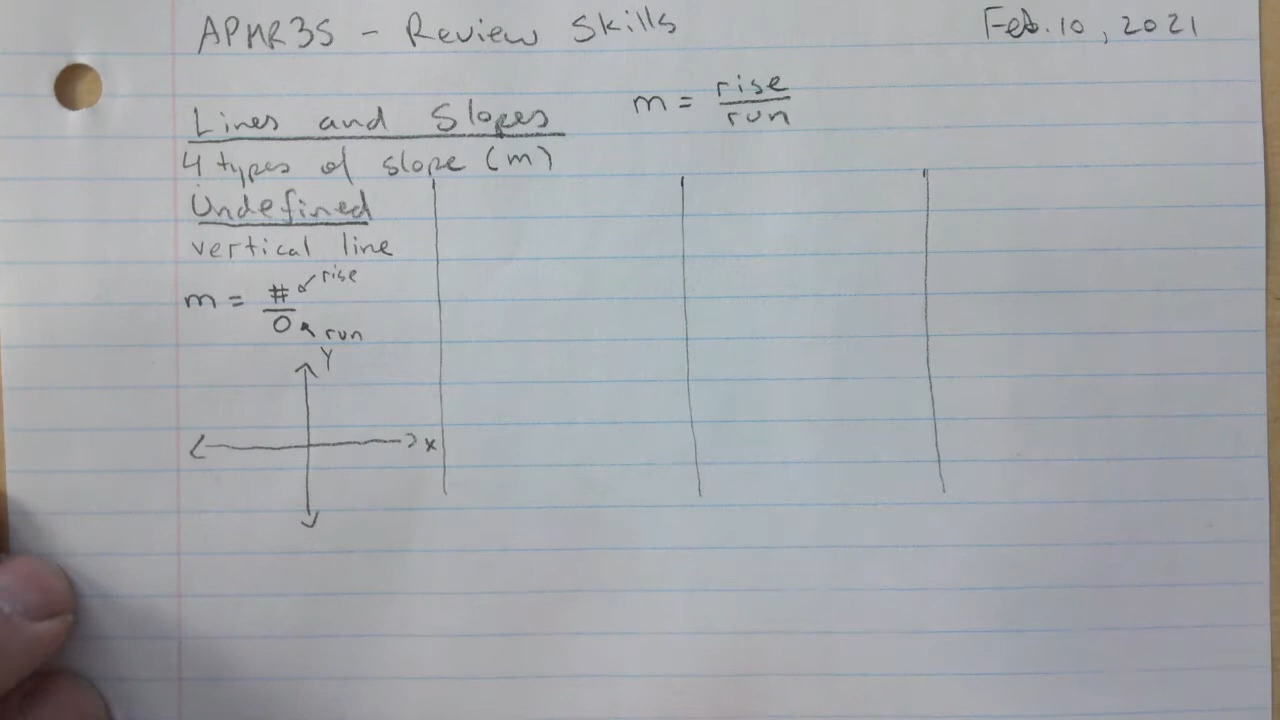 APMR3S - Review Skills
Feb. 10, 2021
Lines and Slopes
m = rise/run
4 types of slope (m)
Undefined
vertical line
m = #/0
rise
run
Y
x